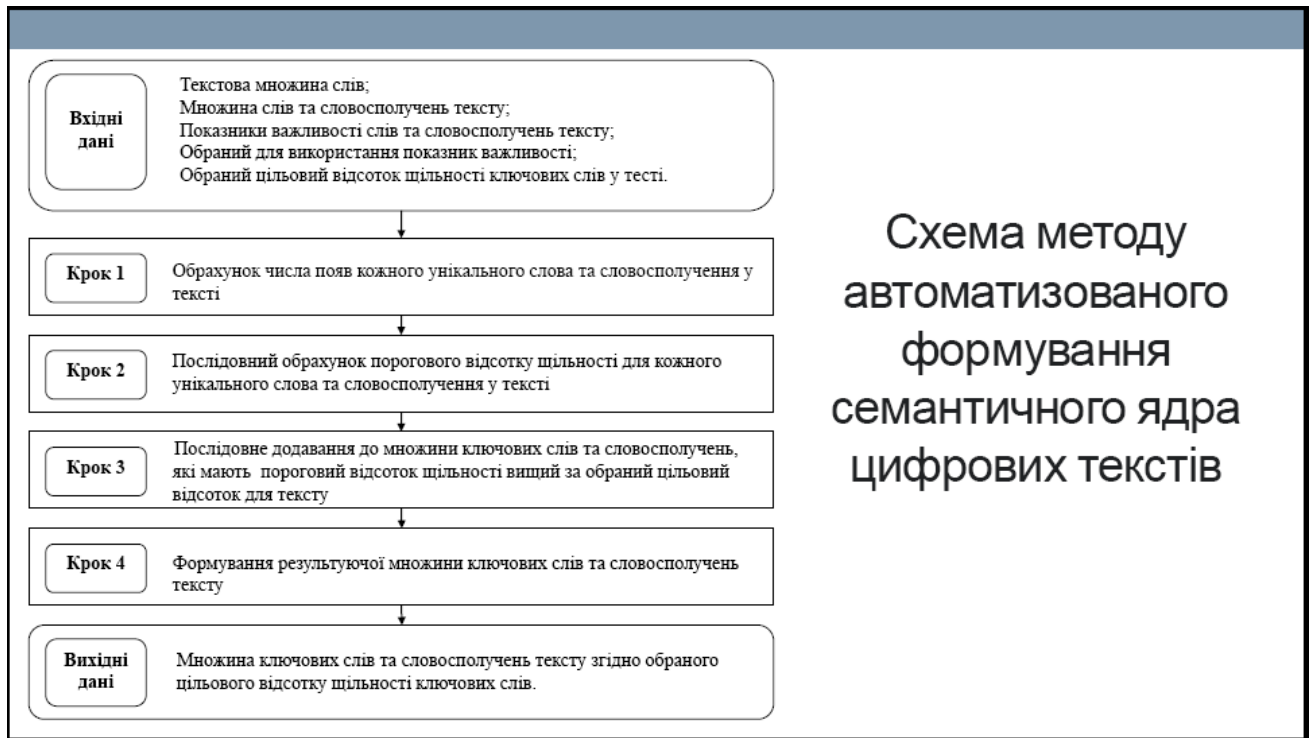 Вхідні
дані
Текстова множина слів;
Множина слів та словосполучень тексту;
Показники важливості слів та словосполучень тексту;
Обраний для використання показник важливості;
Обраний цільовий відсоток щільності ключових слів у тесті.
Крок 1
Обрахунок числа появ кожного унікального слова та словосполучення у
тексті
Крок 2
Послідовний обрахунок порогового відсотку щільності для кожного
унікального слова та словосполучення у тексті
Крок 3
Послідовне додавання до множини ключових слів та словосполучень,
які мають пороговий відсоток щільності вищий за обраний цільовий
відсоток для тексту
Крок 4
Формування результуючої множини ключових слів та словосполучень
тексту
Вихідні
дані
Множина ключових слів та словосполучень тексту згідно обраного
цільового відсотку щільності ключових слів.
Схема методу
автоматизованого
формування
семантичного ядра
цифрових текстів